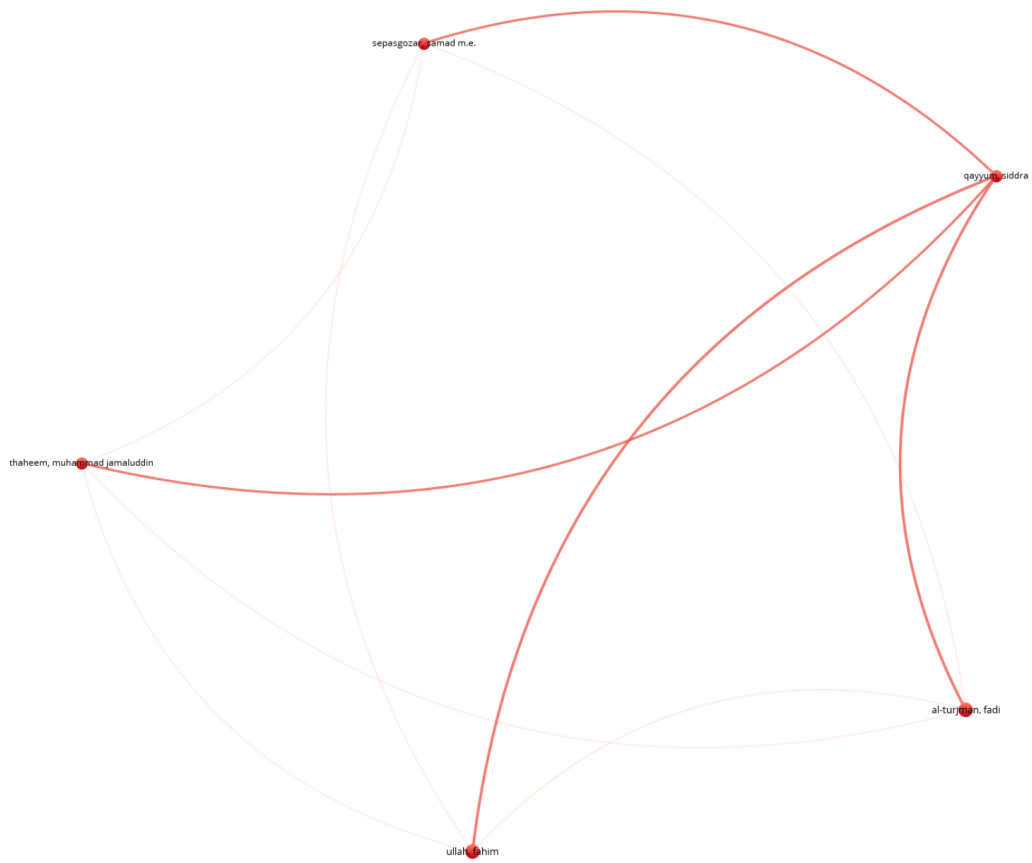 sepasgozar, samad m.e.
qayyum, siddra
thaheem, muhammad jamaluddin
al-turjman, fadi
ullah, fahim